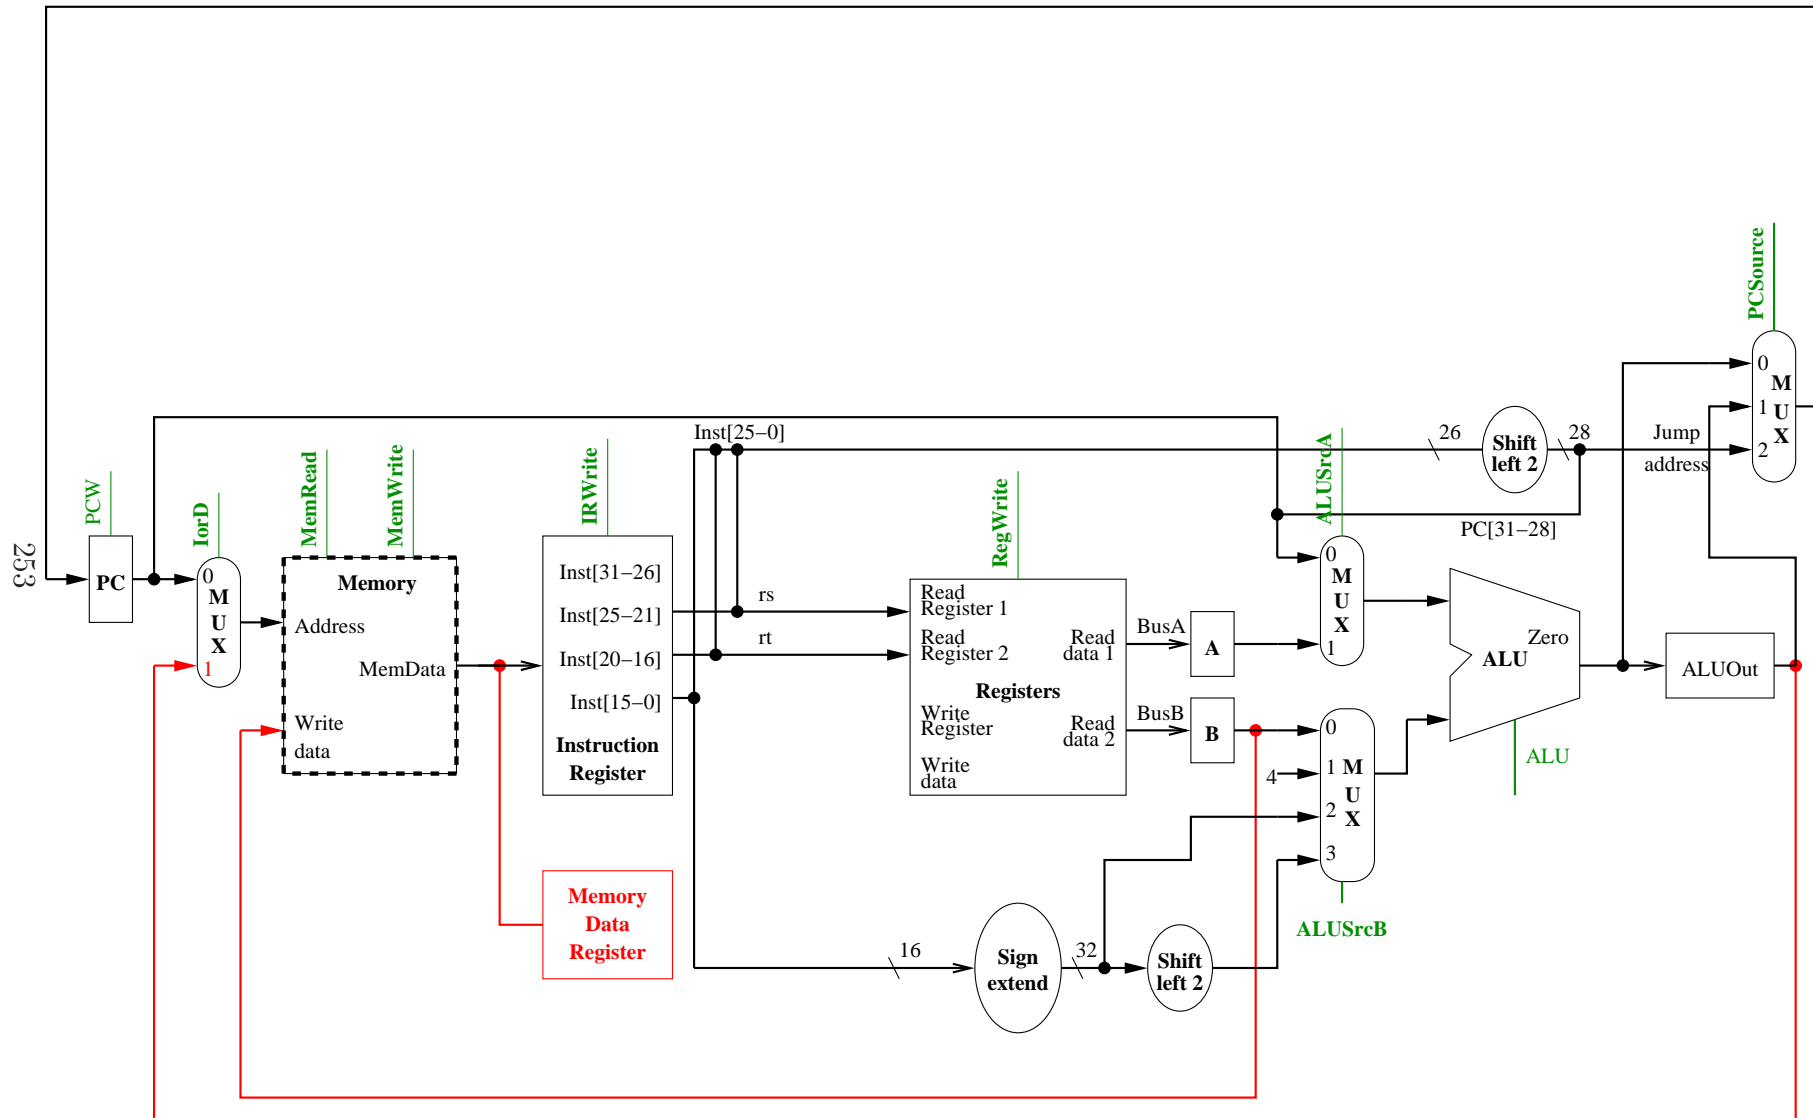 253
PCW
PC
IorD
0
M
U
X
1
MemRead
MemWrite
Memory
Address
MemData
Write
data
IRWrite
Inst[31−26]
Inst[25−21]
Inst[20−16]
Inst[15−0]
Instruction
Register
Memory
Data
Register
Inst[25−0]
rs
rt
RegWrite
Read
Register 1
Read
Register 2
Read
data 1
Registers
Write
Register
Read
data 2
Write
data
16
Sign
extend
32
Shift
left 2
BusA
A
BusB
B
4
ALUSrcA
0
M
U
X
1
0
1
2
3
M
U
X
ALUSrcB
26
Shift
left 2
28
PC[31−28]
Jump
address
Zero
ALU
ALU
ALUOut
PCSource
0
M
1
U
X
2